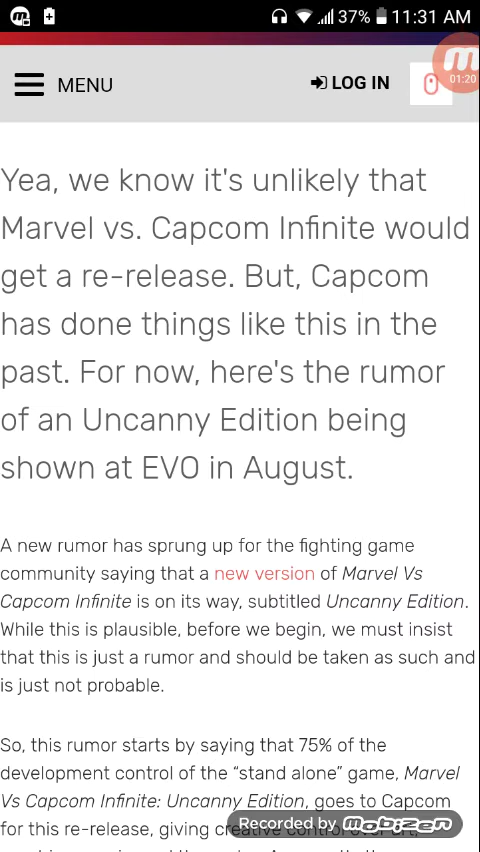 37% 11:31 AM
01:20
MENU
LOG IN
Yea, we know it's unlikely that
Marvel vs. Capcom Infinite would
get a re-release. But, Capcom
has done things like this in the
past. For now, here's the rumor
of an Uncanny Edition being
shown at EVO in August.
A new rumor has sprung up for the fighting game
community saying that a new version of Marvel Vs
Capcom Infinite is on its way, subtitled Uncanny Edition.
While this is plausible, before we begin, we must insist
that this is just a rumor and should be taken as such and
is just not probable.
So, this rumor starts by saying that 75% of the
development control of the “stand alone” game, Marvel
Vs Capcom Infinite: Uncanny Edition, goes to Capcom
for this re-release, giving creative control over
Recorded by Mobizen